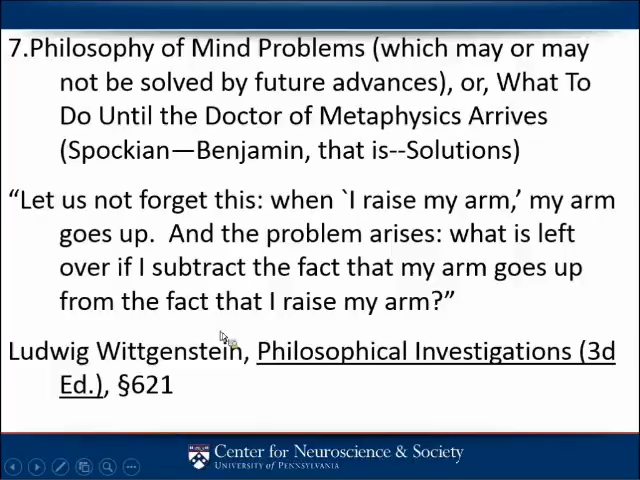 7.Philosophy of Mind Problems (which may or may
not be solved by future advances), or, What To
Do Until the Doctor of Metaphysics Arrives
(Spockian—Benjamin, that is--Solutions)
“Let us not forget this: when `I raise my arm,’ my arm
goes up.  And the problem arises: what is left
over if I subtract the fact that my arm goes up
from the fact that I raise my arm?”
Ludwig Wittgenstein, Philosophical Investigations (3d
Ed.), §621
Center for Neuroscience & Society
University of Pennsylvania